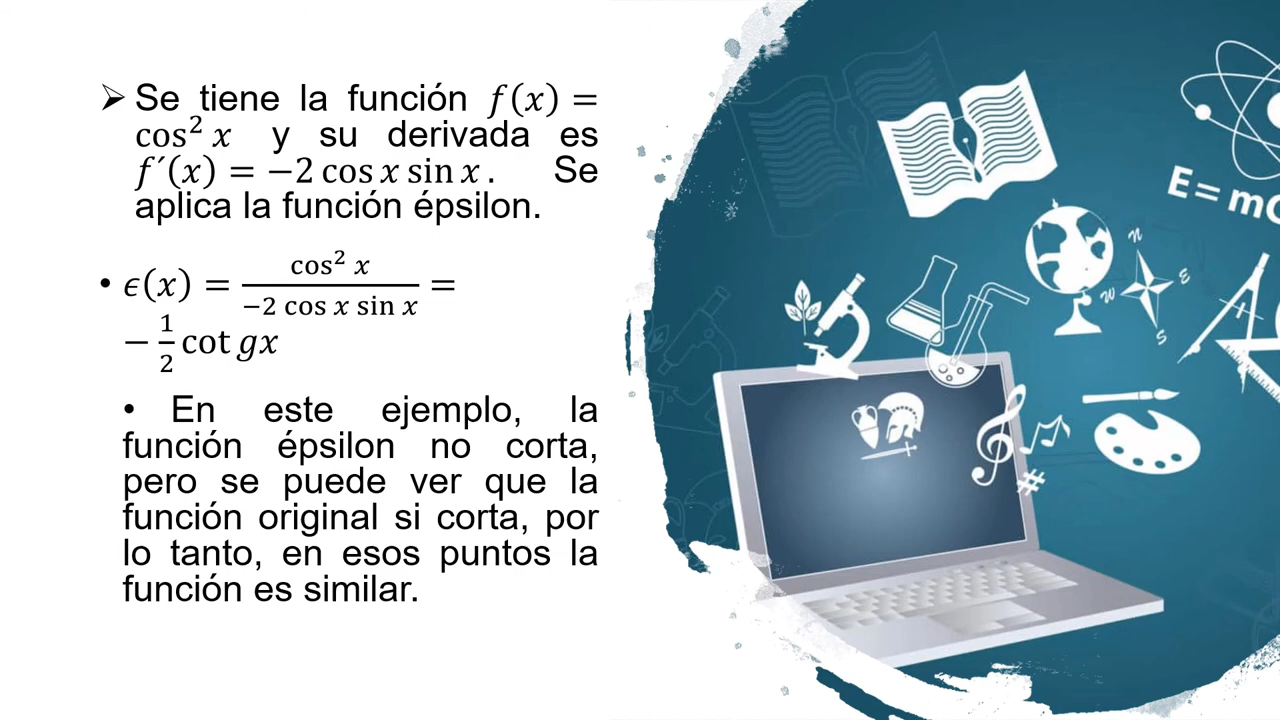 ➢ Se tiene la función f(x) =
cos² x y su derivada es
f´(x) = −2 cos x sin x . Se
aplica la función épsilon.
• ϵ(x) = cos² x / −2 cos x sin x =
− 1/2 cot gx
• En este ejemplo, la
función épsilon no corta,
pero se puede ver que la
función original si corta, por
lo tanto, en esos puntos la
función es similar.
E=mc
n
E
w
s